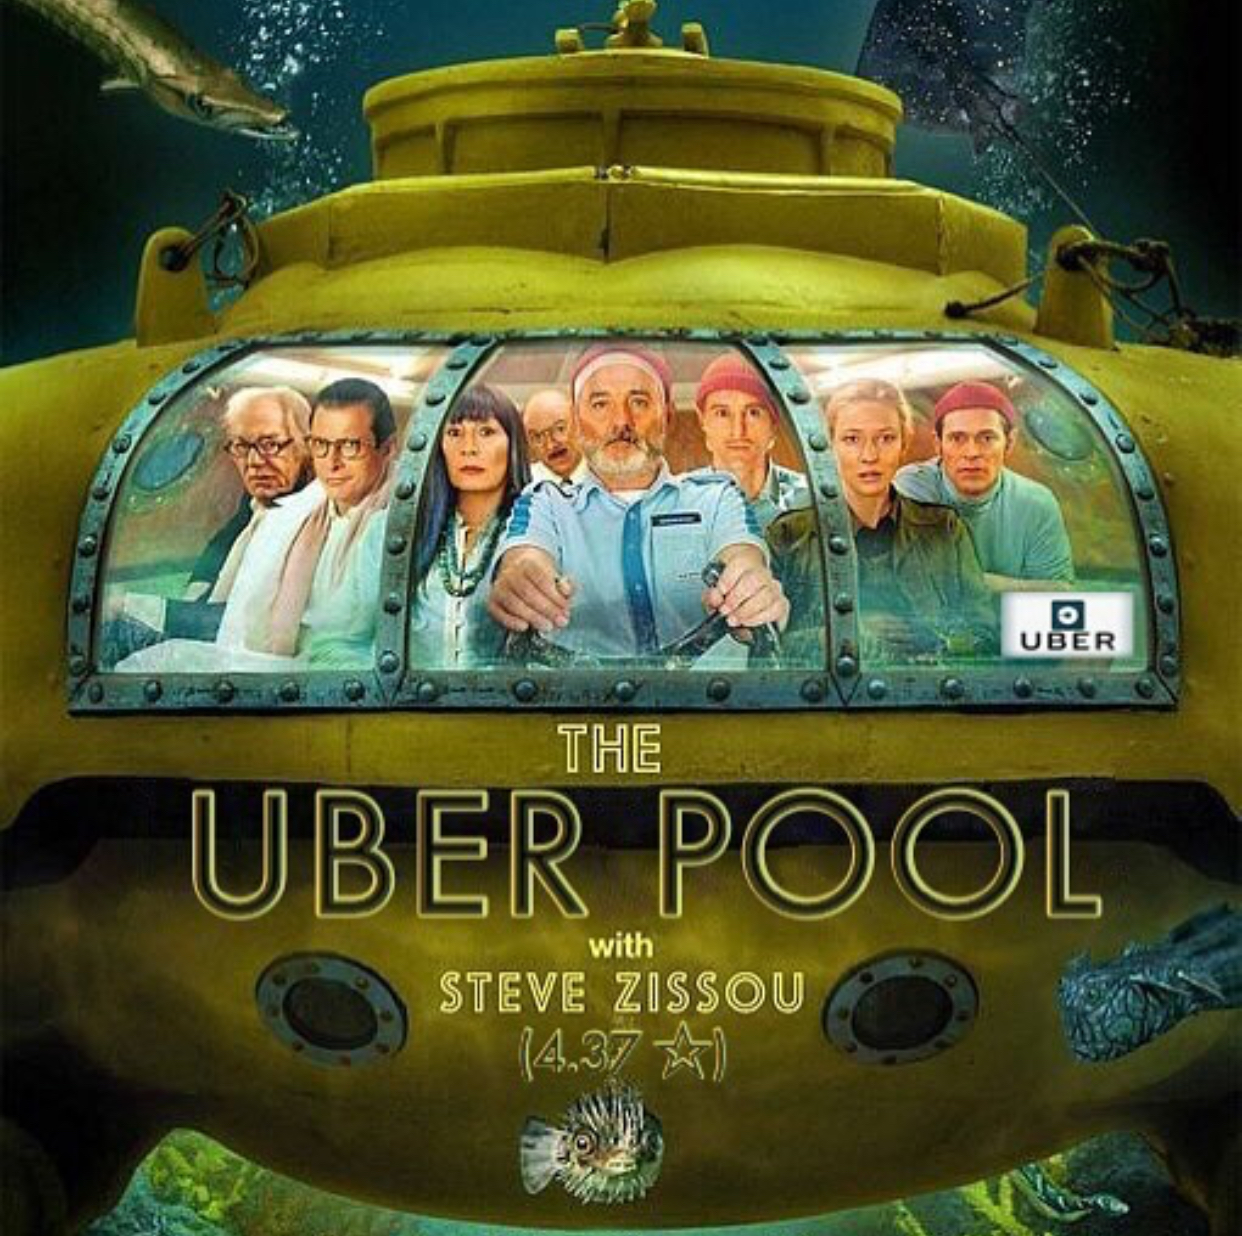 UBER
THE
UBER POOL
with
STEVE ZISSOU
(4.37 ☆)